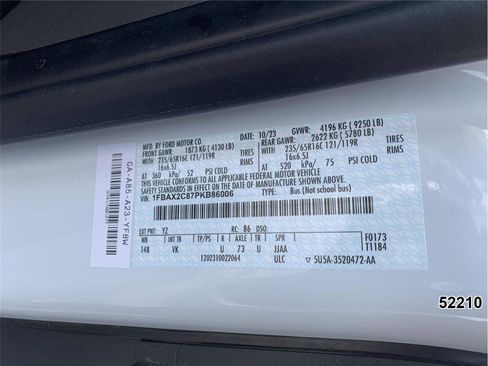 MFD. BY FORD MOTOR CO.
10/23 GVWR: 4196 KG ( 9250 LB)
FRONT GAWR: 1873 KG ( 4130 LB) REAR GAWR: 2622 KG ( 5780 LB)
235/65R16C 121/119R TIRES 235/65R16C 121/119R TIRES
16x6.5J RIMS 16x6.5J RIMS
AT 360 kPa/ 52 PSI COLD AT 520 kPa/ 75 PSI COLD
THIS VEHICLE CONFORMS TO ALL APPLICABLE FEDERAL MOTOR VEHICLE
SAFETY STANDARDS IN EFFECT ON THE DATE OF MANUFACTURE SHOWN ABOVE.
VIN: 1FBAX2C87PKB86006
TYPE: Bus (Not School Bus)
GA-A85-A23-YF8W
EXT PNT: YZ RC: 86 DSO:
WB R AXLE TR SPR F0173
148 VK U 73 U JJAA T1184
1202310022064 ULC 5U5A-3520472-AA
52210